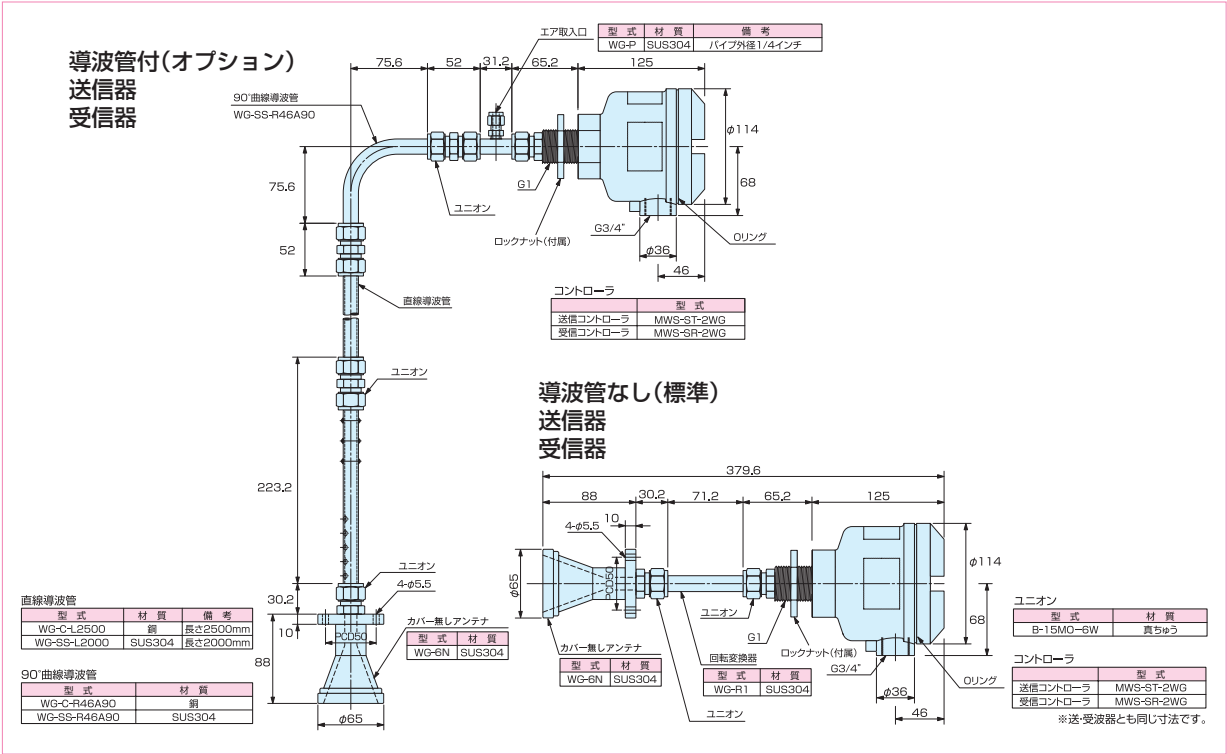 導波管付(オプション)
送信器
受信器
エア取入口
型 式 材 質 備 考
WG-P SUS304 パイプ外径1/4インチ
75.6 52 31.2 65.2 125
90°曲線導波管
WG-SS-R46A90
φ114
68
75.6
G1
ユニオン
ロックナット(付属)
G3/4"
Oリング
φ36
46
52
直線導波管
コントローラ
型 式
送信コントローラ MWS-ST-2WG
受信コントローラ MWS-SR-2WG
ユニオン
223.2
ユニオン
4-φ5.5
30.2
10
PCD50
88
カバー無しアンテナ
型 式 材 質
WG-6N SUS304
φ65
直線導波管
型 式 材 質 備 考
WG-C-L2500 銅 長さ2500mm
WG-SS-L2000 SUS304 長さ2000mm
90°曲線導波管
型 式 材 質
WG-C-R46A90 銅
WG-SS-R46A90 SUS304
導波管なし(標準)
送信器
受信器
379.6
88 30.2 71.2 65.2 125
10
4-φ5.5
φ65
PCD50
φ114
68
ユニオン
G1
ロックナット(付属)
G3/4"
Oリング
φ36
46
カバー無しアンテナ
型 式 材 質
WG-6N SUS304
回転変換器
型 式 材 質
WG-R1 SUS304
ユニオン
ユニオン
型 式 材 質
B-15MO-6W 真ちゅう
コントローラ
型 式
送信コントローラ MWS-ST-2WG
受信コントローラ MWS-SR-2WG
※送・受波器とも同じ寸法です。